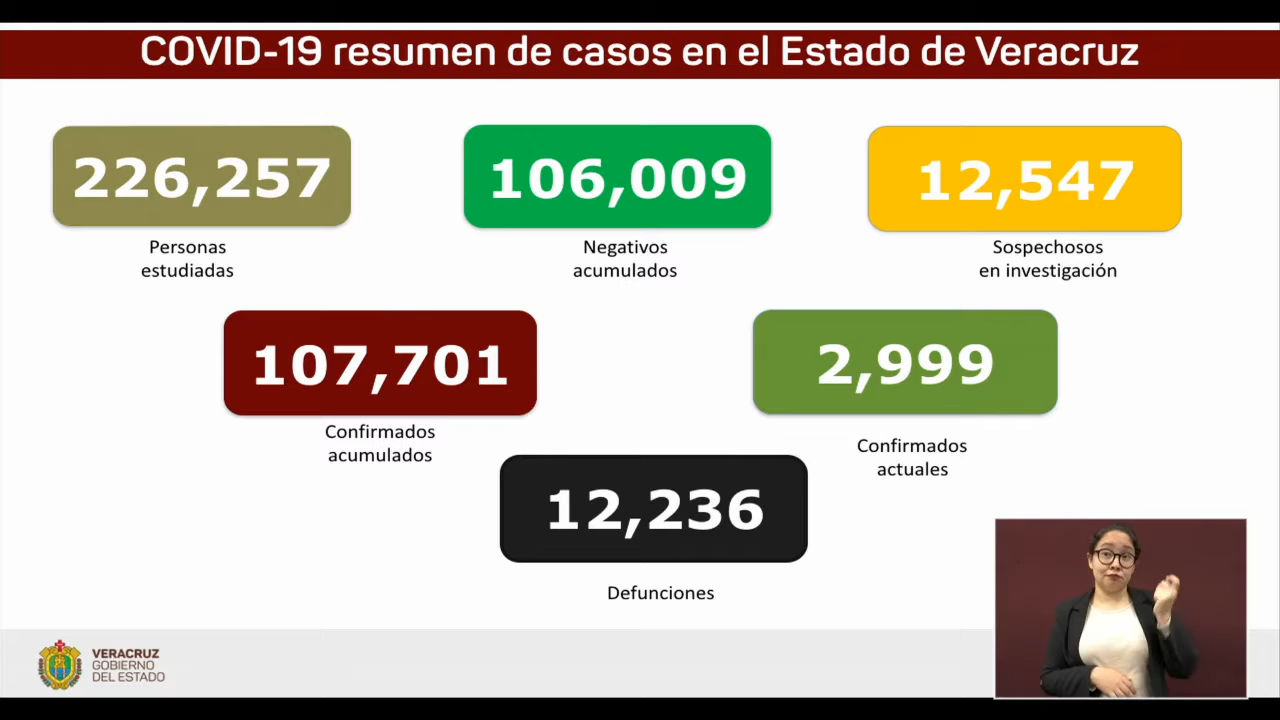 COVID-19 resumen de casos en el Estado de Veracruz
226,257
Personas
estudiadas
106,009
Negativos
acumulados
12,547
Sospechosos
en investigación
107,701
Confirmados
acumulados
2,999
Confirmados
actuales
12,236
Defunciones
VERACRUZ
GOBIERNO
DEL ESTADO